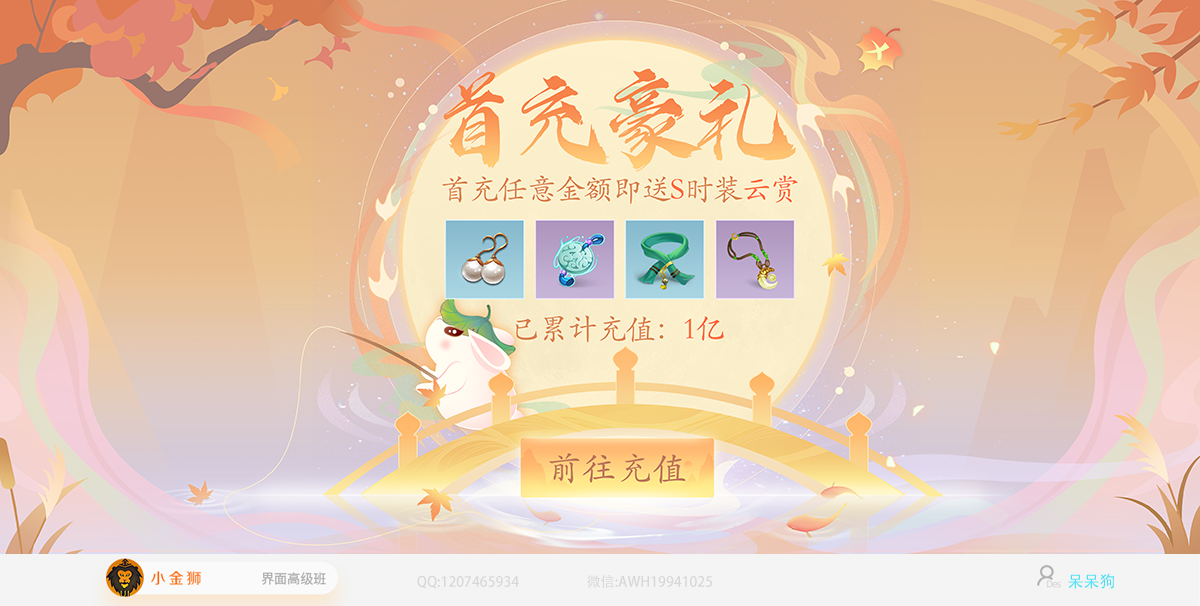 首充豪礼
首充任意金额即送S时装云赏
已累计充值：1亿
前往充值
小金狮 界面高级班 QQ:1207465934 微信:AWH19941025 Des 呆呆狗